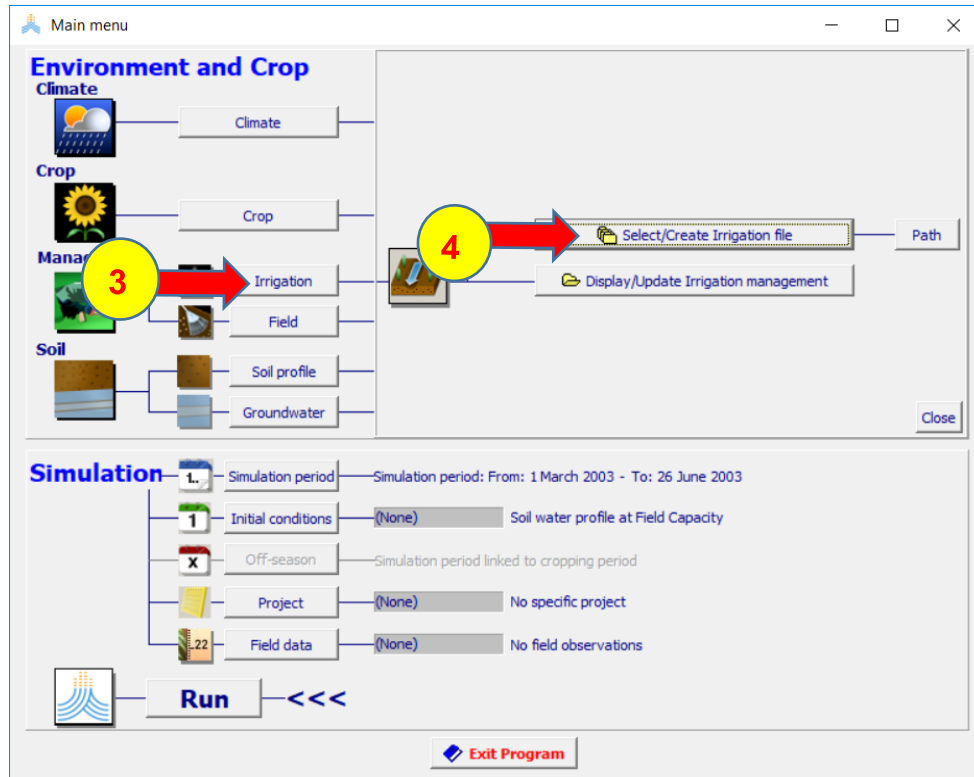 Main menu
Environment and Crop
Climate
Climate
Crop
Crop
4
Select/Create Irrigation file
Path
Manag
3
Irrigation
Display/Update Irrigation management
Field
Soil
Soil profile
Groundwater
Close
Simulation
1..
Simulation period
Simulation period: From: 1 March 2003 - To: 26 June 2003
1
Initial conditions
(None)
Soil water profile at Field Capacity
x
Off-season
Simulation period linked to cropping period
Project
(None)
No specific project
.22
Field data
(None)
No field observations
Run
<<<
Exit Program